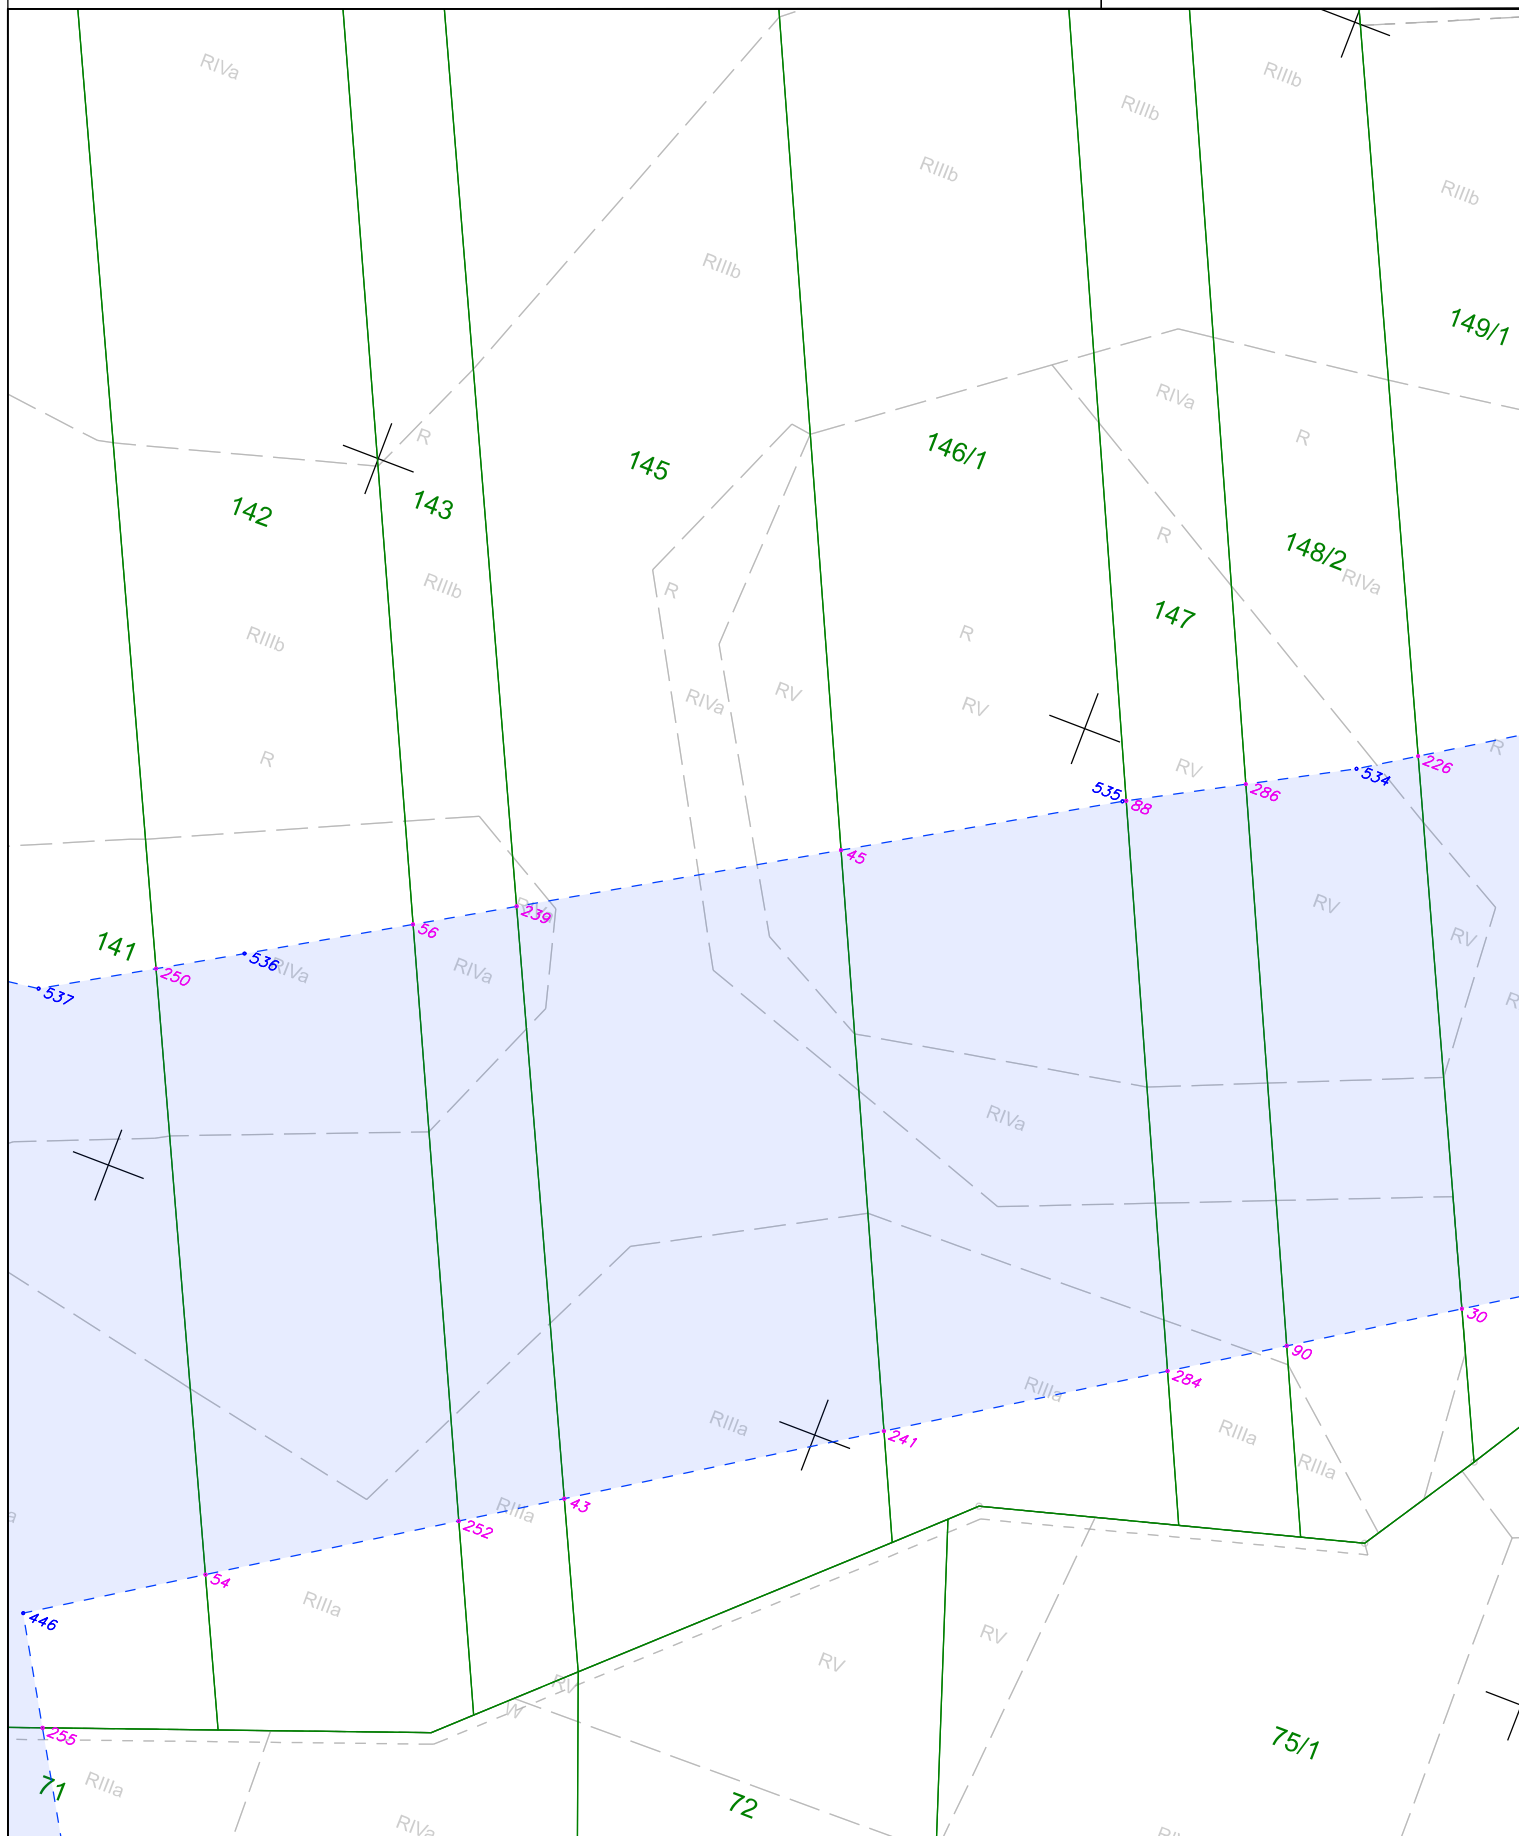 RIVa
RIIIb
RIIIb
RIIIb
RIIIb
RIIIb
149/1
RIVa
R
R
145
146/1
142
143
R
148/2
RIVa
RIIIb
R
147
RIIIb
R
RIVa
RV
RV
R
R
RV
226
534
286
535
88
45
RV
RIVa
239
56
RV
141
536
250
RIVa
RIVa
537
R
RIVa
30
90
284
RIIIa
RIIIa
241
RIIIa
RIIIa
43
RIIIa
252
a
54
RIIIa
446
RV
RV
RV
W
255
75/1
71
RIIIa
72
RIVa